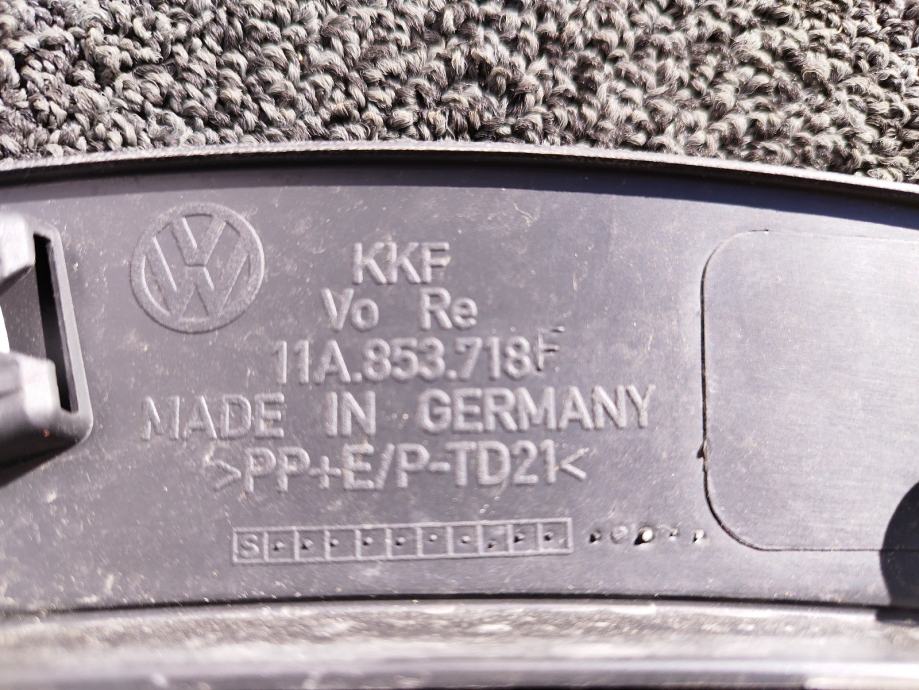 KKF
Vo Re
11A.853.718F
MADE IN GERMANY
>PP+E/P-TD21<
S